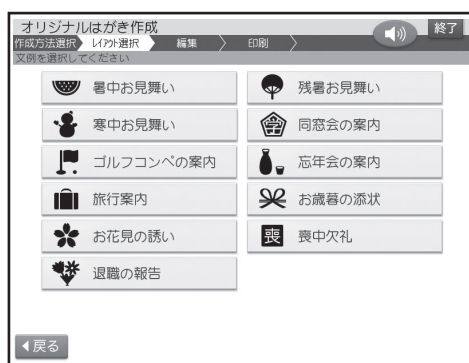 オリジナルはがき作成
終了
作成方法選択 ﾚｲｱｳﾄ選択 編集 印刷
文例を選択してください
暑中お見舞い
残暑お見舞い
寒中お見舞い
同窓会の案内
ゴルフコンペの案内
忘年会の案内
旅行案内
お歳暮の添状
お花見の誘い
喪 喪中欠礼
退職の報告
戻る